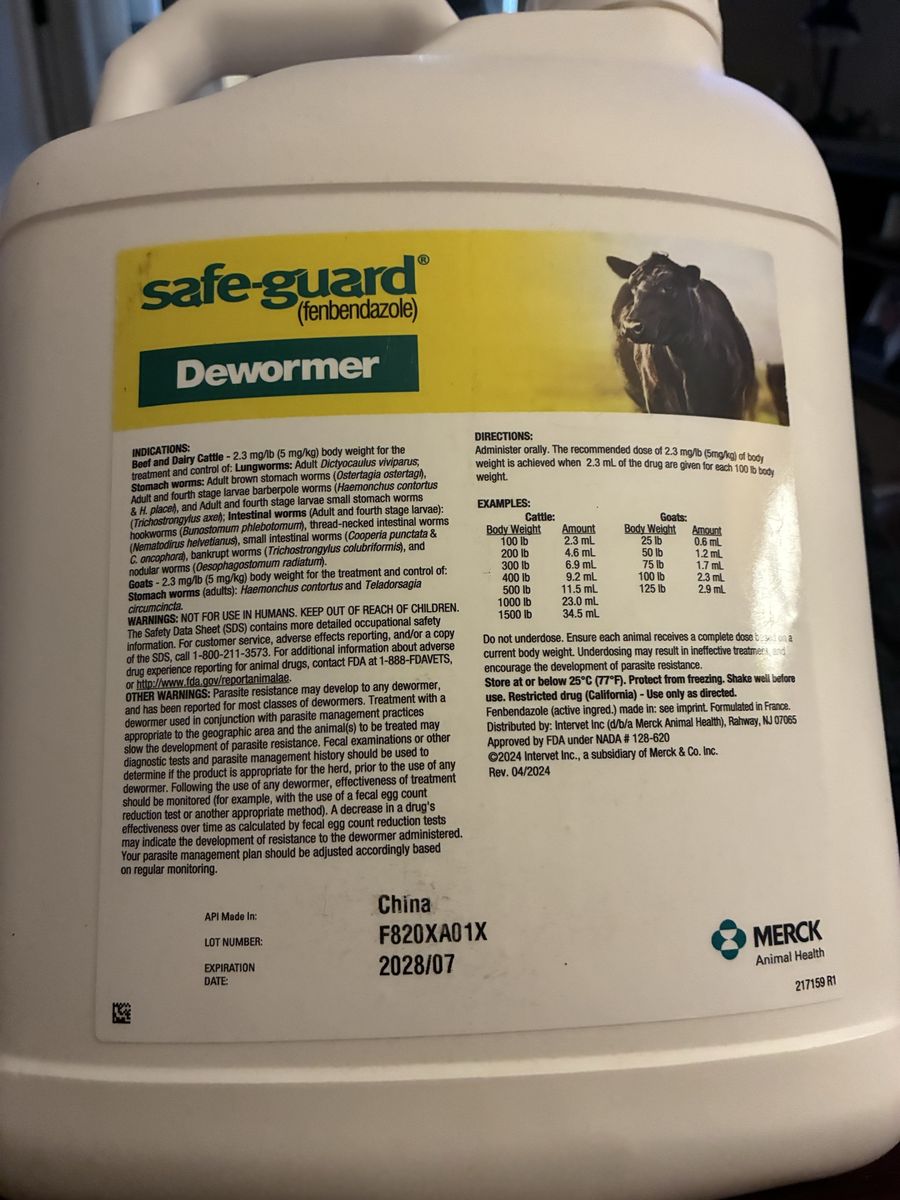 safe-guard®
(fenbendazole)
Dewormer
INDICATIONS:
Beef and Dairy Cattle - 2.3 mg/lb (5 mg/kg) body weight for the
treatment and control of: Lungworms: Adult Dictyocaulus viviparus;
Stomach worms: Adult brown stomach worms (Ostertagia ostertagi),
Adult and fourth stage larvae barberpole worms (Haemonchus contortus
& H. placei), and Adult and fourth stage larvae small stomach worms
(Trichostrongylus axei); Intestinal worms (Adult and fourth stage larvae):
hookworms (Bunostomum phlebotomum), thread-necked intestinal worms
(Nematodirus helvetianus), small intestinal worms (Cooperia punctata &
C. oncophora), bankrupt worms (Trichostrongylus colubriformis), and
nodular worms (Oesophagostomum radiatum).
Goats - 2.3 mg/lb (5 mg/kg) body weight for the treatment and control of:
Stomach worms (adults): Haemonchus contortus and Teladorsagia
circumcincta.
WARNINGS: NOT FOR USE IN HUMANS. KEEP OUT OF REACH OF CHILDREN.
The Safety Data Sheet (SDS) contains more detailed occupational safety
information. For customer service, adverse effects reporting, and/or a copy
of the SDS, call 1-800-211-3573. For additional information about adverse
drug experience reporting for animal drugs, contact FDA at 1-888-FDAVETS,
or http://www.fda.gov/reportanimalae.
OTHER WARNINGS: Parasite resistance may develop to any dewormer,
and has been reported for most classes of dewormers. Treatment with a
dewormer used in conjunction with parasite management practices
appropriate to the geographic area and the animal(s) to be treated may
slow the development of parasite resistance. Fecal examinations or other
diagnostic tests and parasite management history should be used to
determine if the product is appropriate for the herd, prior to the use of any
dewormer. Following the use of any dewormer, effectiveness of treatment
should be monitored (for example, with the use of a fecal egg count
reduction test or another appropriate method). A decrease in a drug's
effectiveness over time as calculated by fecal egg count reduction tests
may indicate the development of resistance to the dewormer administered.
Your parasite management plan should be adjusted accordingly based
on regular monitoring.
DIRECTIONS:
Administer orally. The recommended dose of 2.3 mg/lb (5mg/kg) of body
weight is achieved when 2.3 mL of the drug are given for each 100 lb body
weight.
EXAMPLES:
Cattle: Goats:
Body Weight Amount Body Weight Amount
100 lb 2.3 mL 25 lb 0.6 mL
200 lb 4.6 mL 50 lb 1.2 mL
300 lb 6.9 mL 75 lb 1.7 mL
400 lb 9.2 mL 100 lb 2.3 mL
500 lb 11.5 mL 125 lb 2.9 mL
1000 lb 23.0 mL
1500 lb 34.5 mL
Do not underdose. Ensure each animal receives a complete dose based on a
current body weight. Underdosing may result in ineffective treatment, and
encourage the development of parasite resistance.
Store at or below 25°C (77°F). Protect from freezing. Shake well before
use. Restricted drug (California) - Use only as directed.
Fenbendazole (active ingred.) made in: see imprint. Formulated in France.
Distributed by: Intervet Inc (d/b/a Merck Animal Health), Rahway, NJ 07065
Approved by FDA under NADA # 128-620
©2024 Intervet Inc., a subsidiary of Merck & Co. Inc.
Rev. 04/2024
API Made In: China
LOT NUMBER: F820XA01X
EXPIRATION
DATE: 2028/07
MERCK
Animal Health
217159 R1